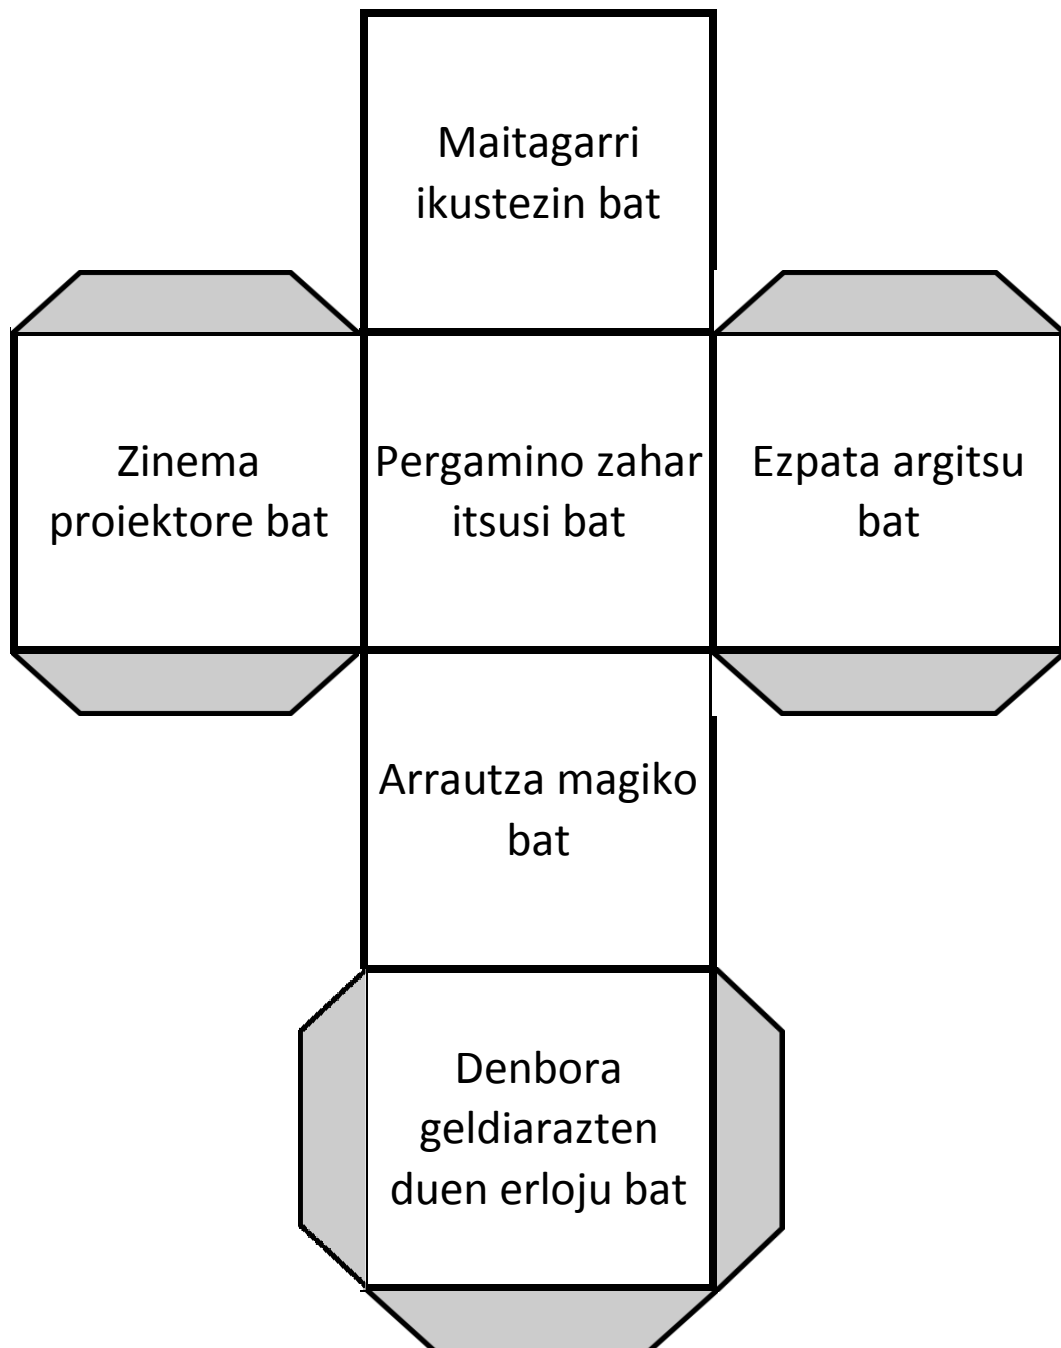 Maitagarri
ikustezin bat
Zinema
proiektore bat
Pergamino zahar
itsusi bat
Ezpata argitsu
bat
Arrautza magiko
bat
Denbora
geldiarazten
duen erloju bat